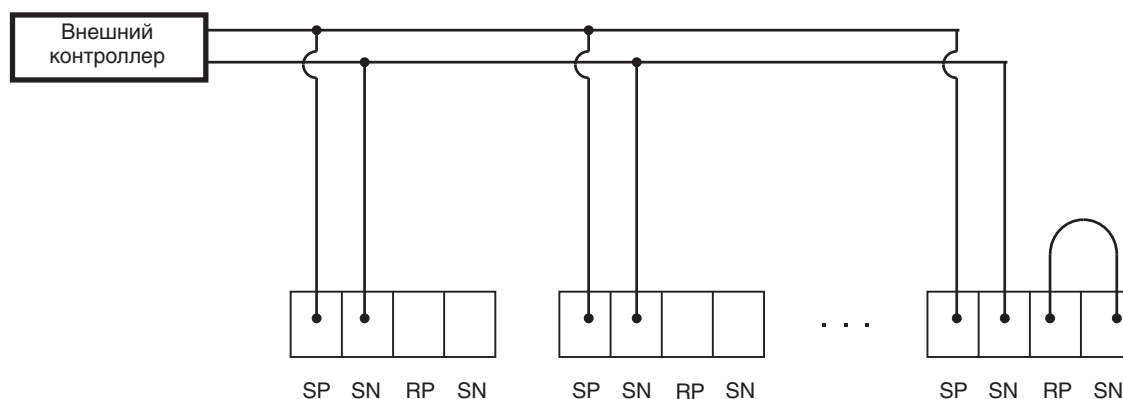 Внешний
контроллер
. . .
SP SN RP SN SP SN RP SN SP SN RP SN